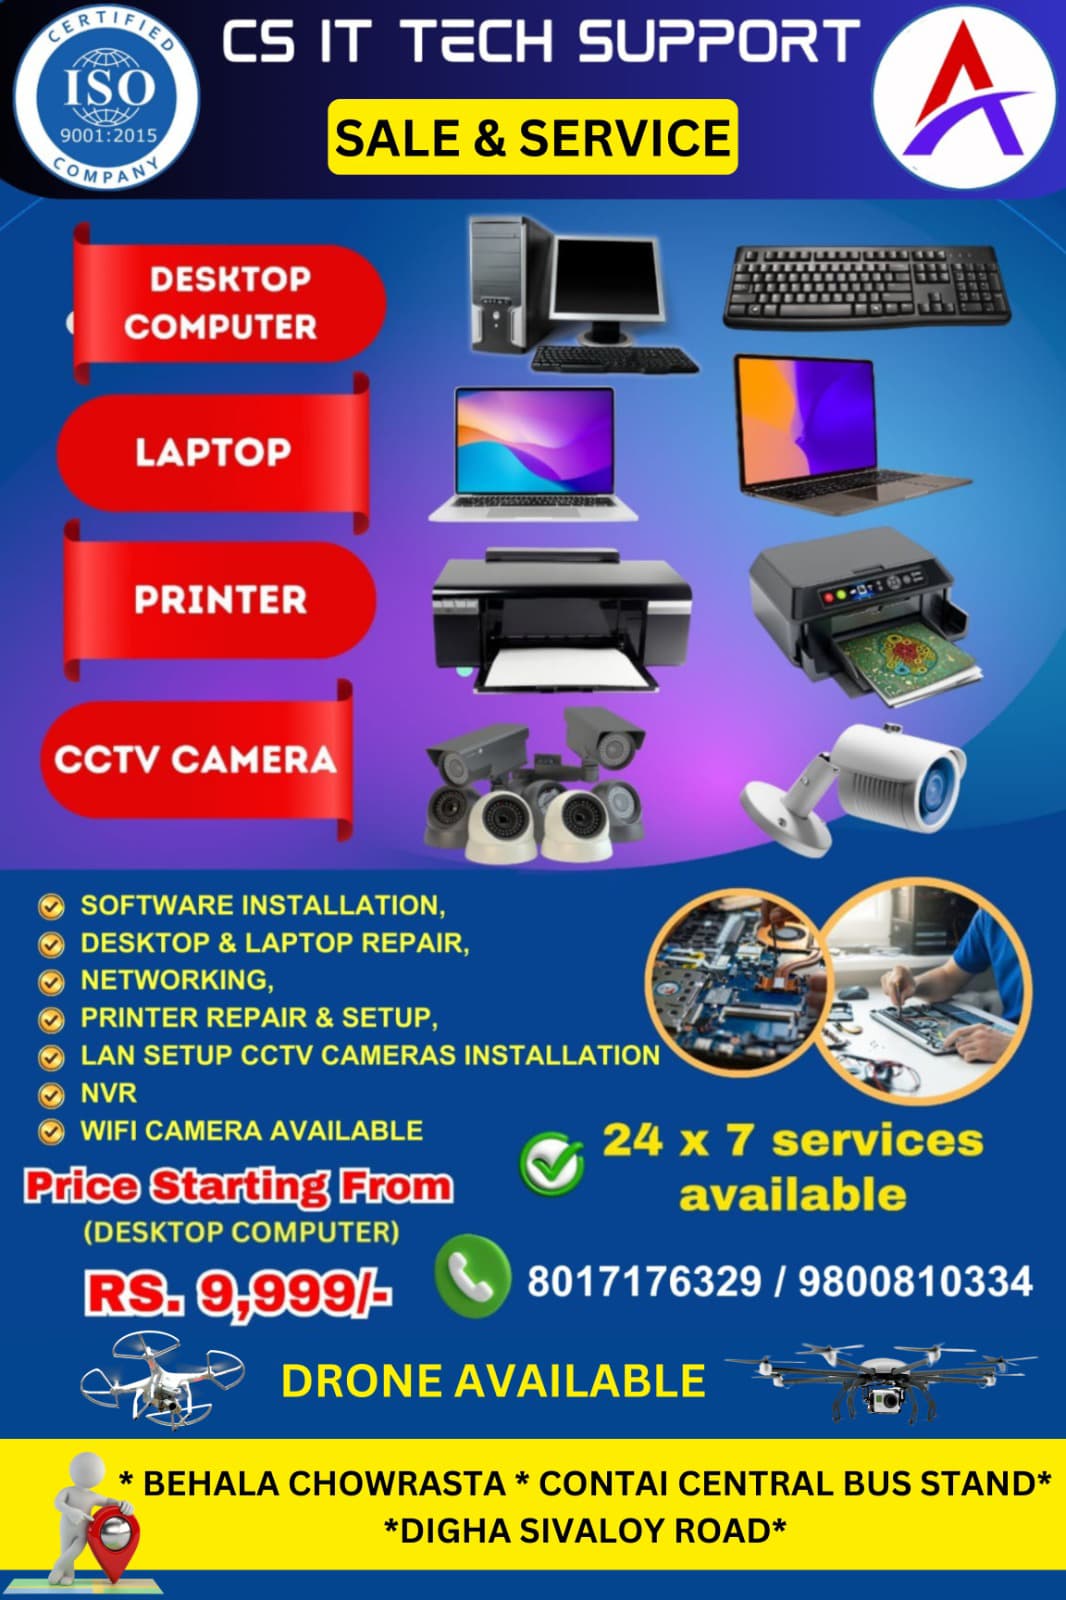 CERTIFIED
ISO
9001:2015
COMPANY
CS IT TECH SUPPORT
SALE & SERVICE
DESKTOP
COMPUTER
LAPTOP
PRINTER
CCTV CAMERA
SOFTWARE INSTALLATION,
DESKTOP & LAPTOP REPAIR,
NETWORKING,
PRINTER REPAIR & SETUP,
LAN SETUP CCTV CAMERAS INSTALLATION
NVR
WIFI CAMERA AVAILABLE
24 x 7 services
available
Price Starting From
(DESKTOP COMPUTER)
RS. 9,999/-
8017176329 / 9800810334
DRONE AVAILABLE
* BEHALA CHOWRASTA * CONTAI CENTRAL BUS STAND*
*DIGHA SIVALOY ROAD*